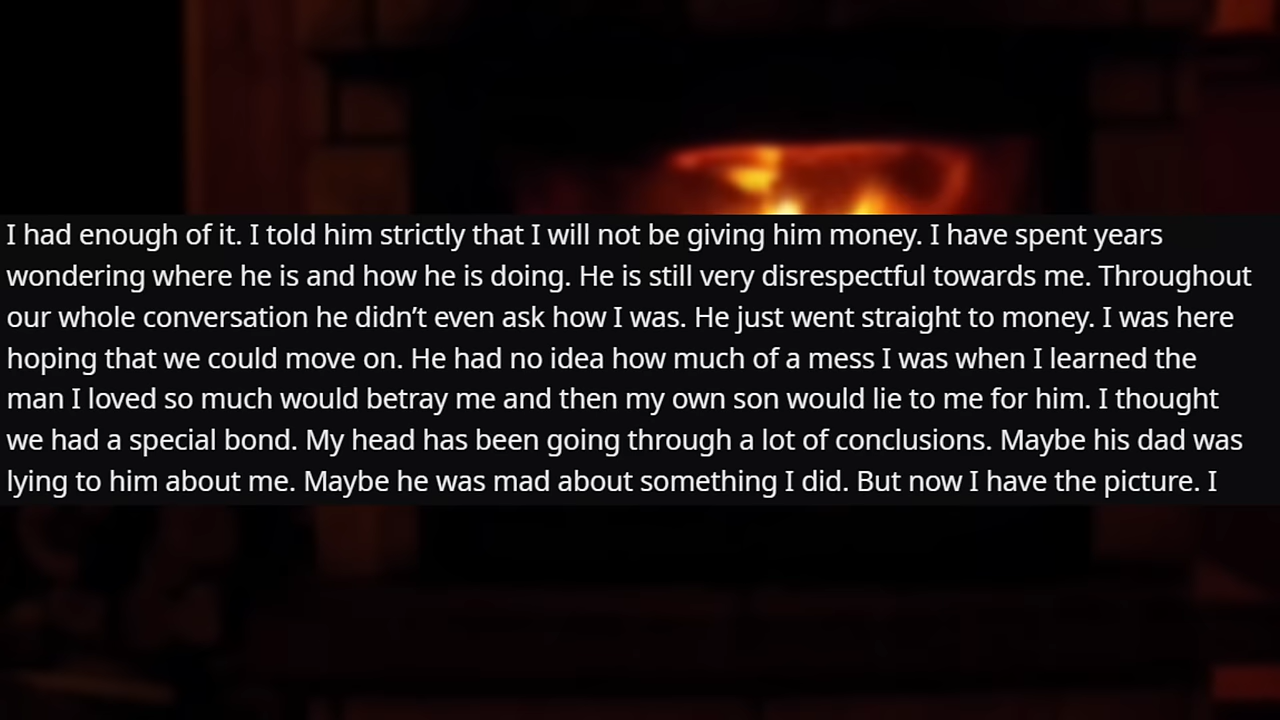 I had enough of it. I told him strictly that I will not be giving him money. I have spent years
wondering where he is and how he is doing. He is still very disrespectful towards me. Throughout
our whole conversation he didn’t even ask how I was. He just went straight to money. I was here
hoping that we could move on. He had no idea how much of a mess I was when I learned the
man I loved so much would betray me and then my own son would lie to me for him. I thought
we had a special bond. My head has been going through a lot of conclusions. Maybe his dad was
lying to him about me. Maybe he was mad about something I did. But now I have the picture. I